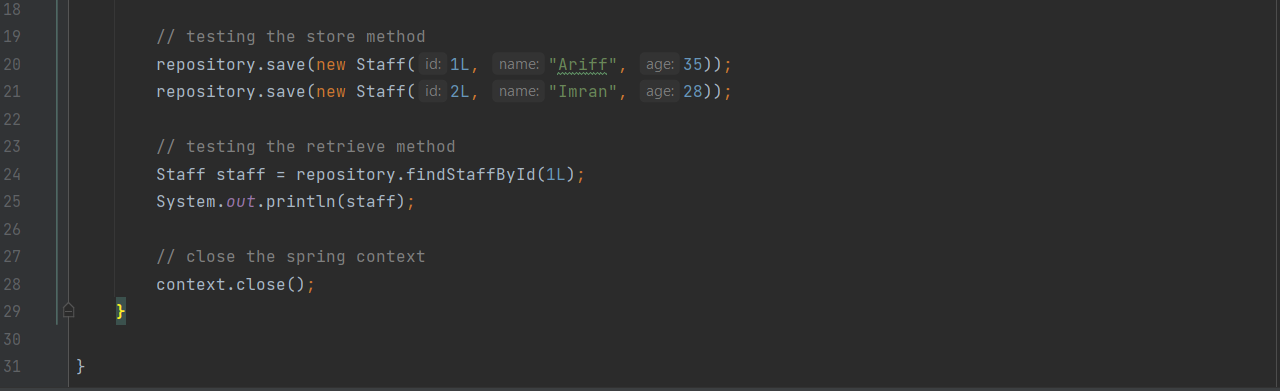 18
19 // testing the store method
20 repository.save(new Staff( id: 1L, name: "Ariff", age: 35));
21 repository.save(new Staff( id: 2L, name: "Imran", age: 28));
22
23 // testing the retrieve method
24 Staff staff = repository.findStaffById(1L);
25 System.out.println(staff);
26
27 // close the spring context
28 context.close();
29 }
30
31 }